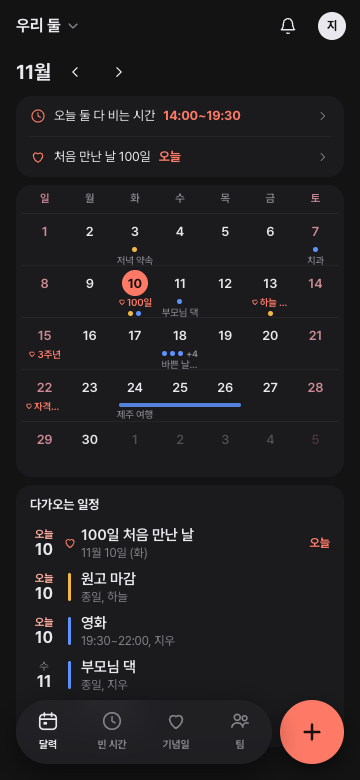 우리 둘
지
11월
오늘 둘 다 비는 시간 14:00~19:30
처음 만난 날 100일 오늘
일 월 화 수 목 금 토
1 2 3 4 5 6 7
저녁 약속 치과
8 9 10 11 12 13 14
100일 부모님 댁 하늘 ...
15 16 17 18 19 20 21
3주년 +4 바쁜 날...
22 23 24 25 26 27 28
자격... 제주 여행
29 30 1 2 3 4 5
다가오는 일정
오늘 10 100일 처음 만난 날 오늘
11월 10일 (화)
오늘 10 원고 마감
종일, 하늘
오늘 10 영화
19:30~22:00, 지우
수 11 부모님 댁
종일, 지우
달력 빈 시간 기념일 팀